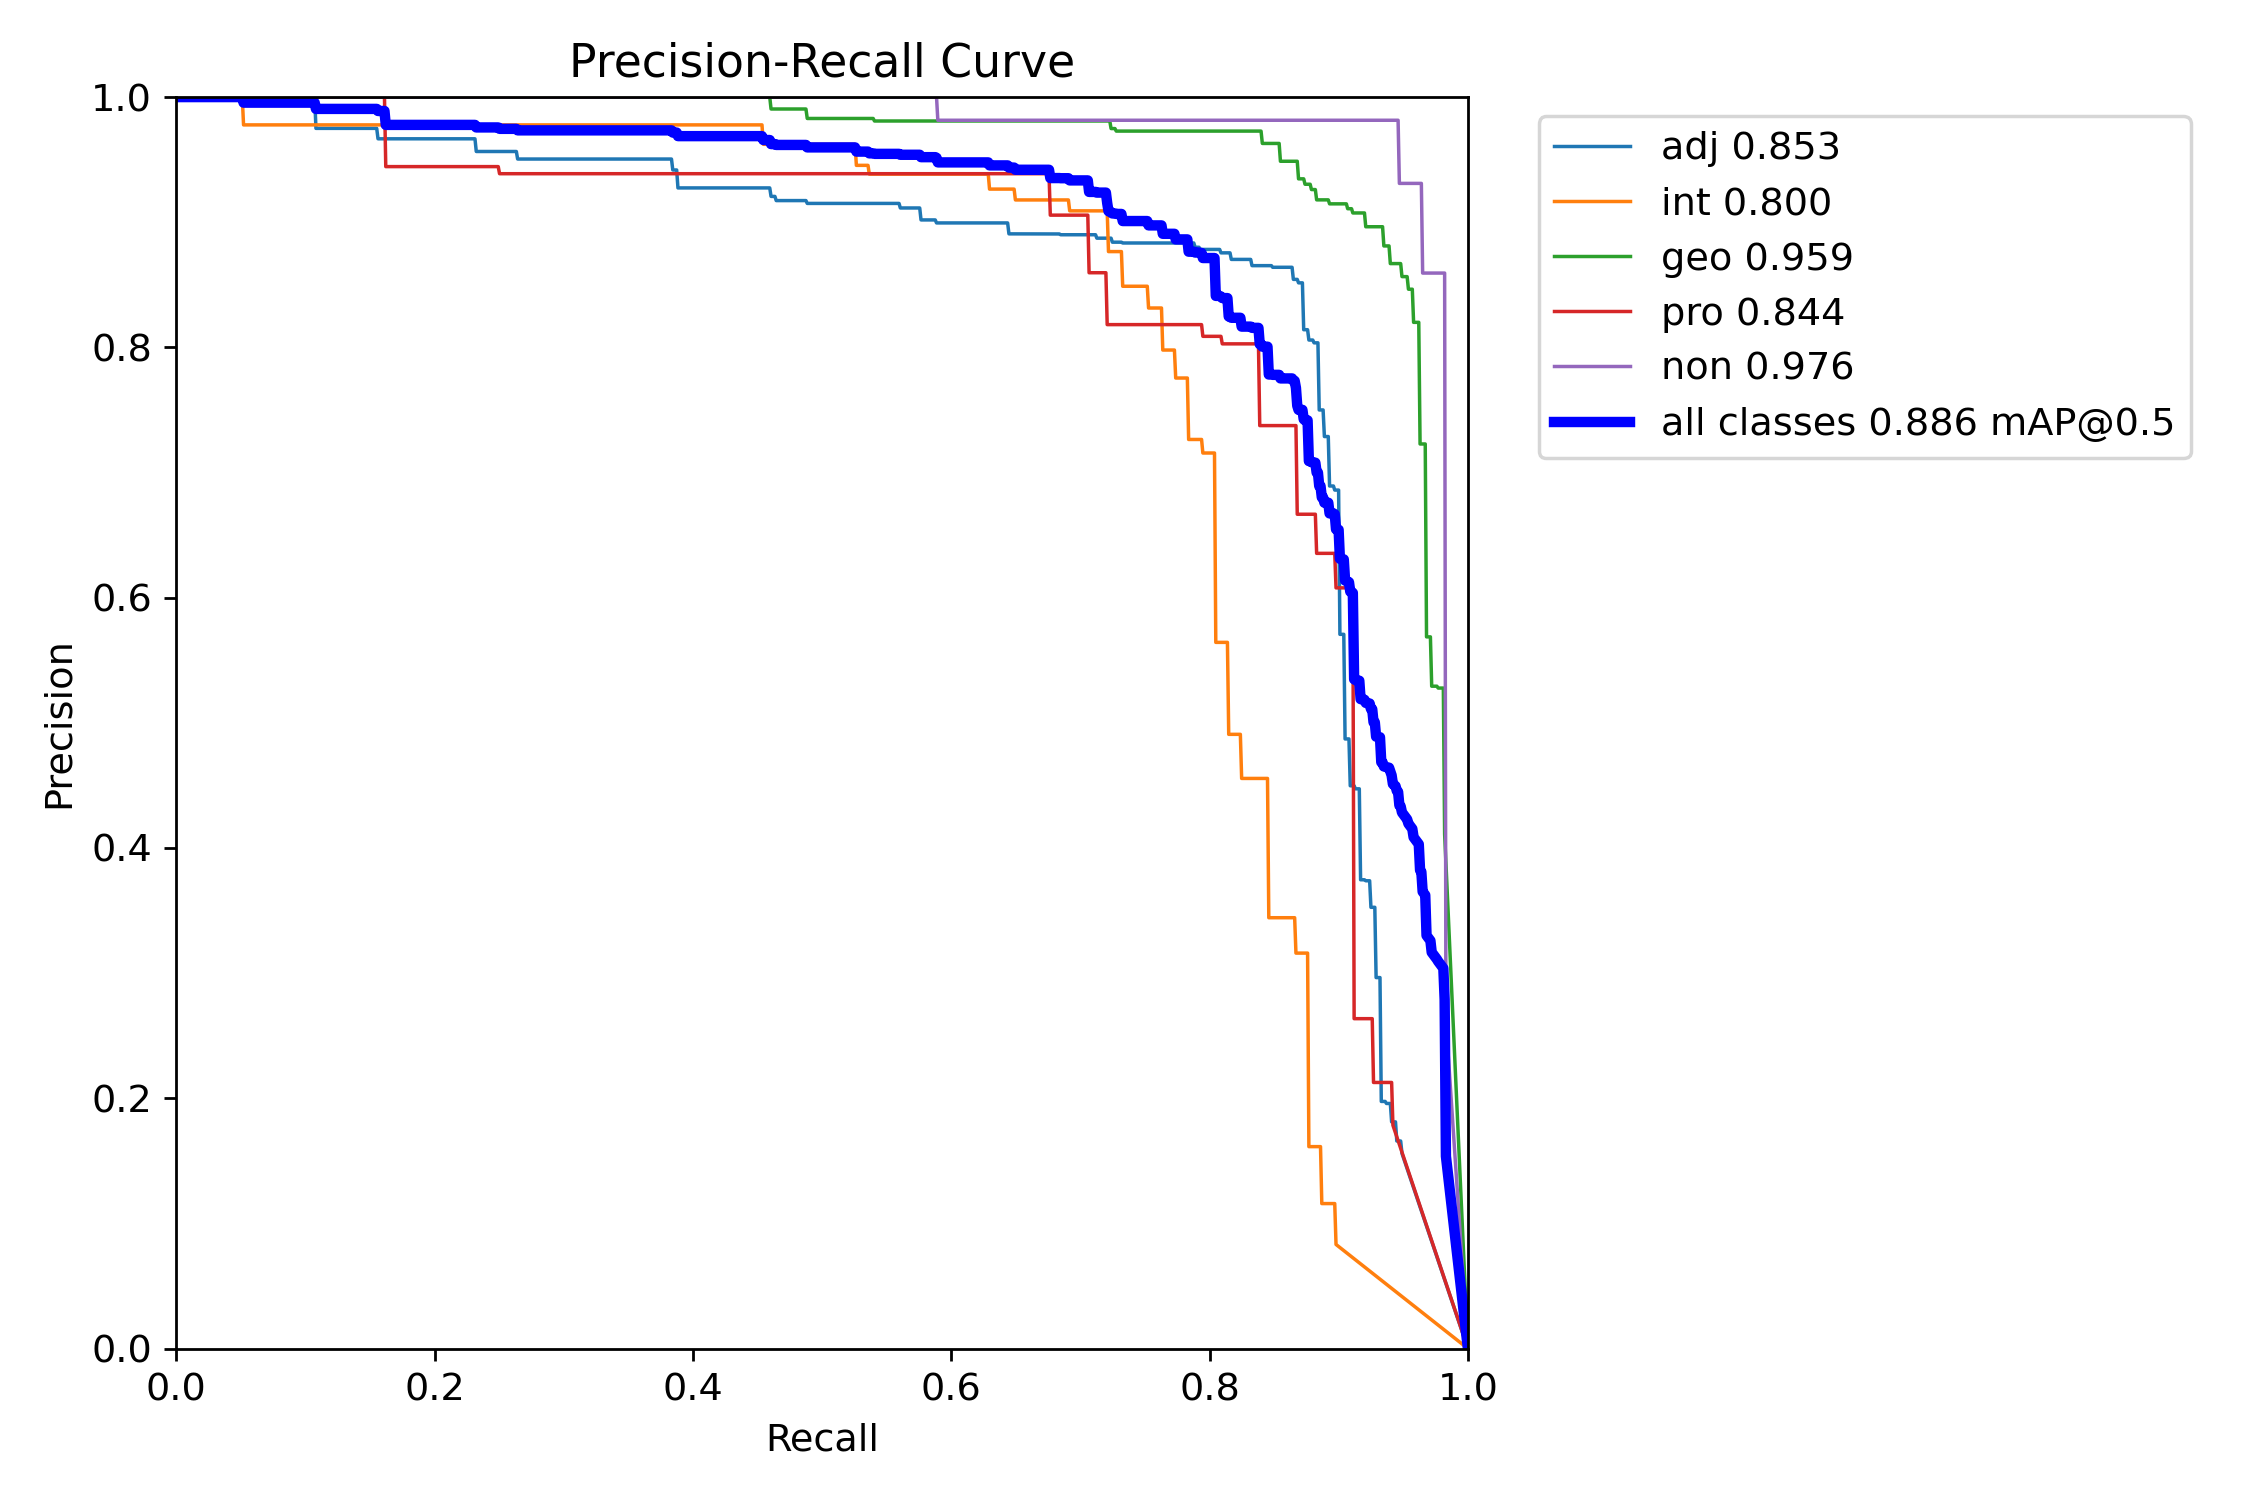 Precision-Recall Curve
1.0
0.8
0.6
0.4
0.2
0.0
Precision
0.0 0.2 0.4 0.6 0.8 1.0
Recall
adj 0.853
int 0.800
geo 0.959
pro 0.844
non 0.976
all classes 0.886 mAP@0.5